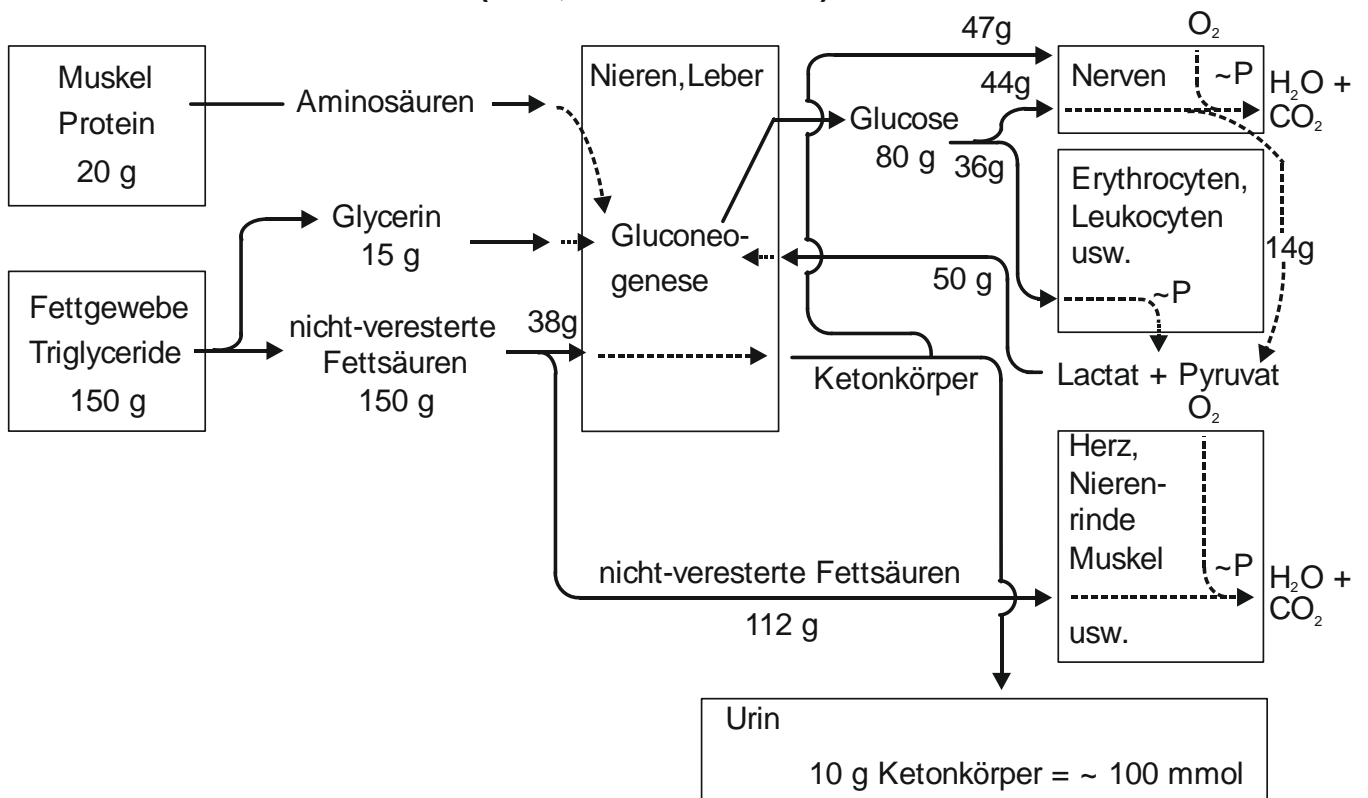 47g
O₂
Muskel
Protein
20 g
Aminosäuren
Nieren,Leber
Glucose
80 g
44g
36g
Nerven
~P
H₂O +
CO₂
Erythrocyten,
Leukocyten
usw.
~P
14g
Glycerin
15 g
Gluconeo-
genese
50 g
Fettgewebe
Triglyceride
150 g
nicht-veresterte
Fettsäuren
150 g
38g
Ketonkörper
Lactat + Pyruvat
O₂
Herz,
Nieren-
rinde
Muskel
usw.
~P
H₂O +
CO₂
nicht-veresterte Fettsäuren
112 g
Urin
10 g Ketonkörper = ~ 100 mmol